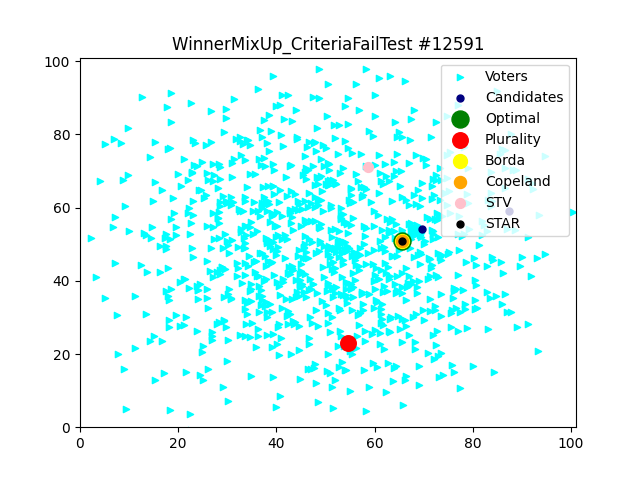 WinnerMixUp_CriteriaFailTest #12591
100
80
60
40
20
0
0
20
40
60
80
100
Voters
Candidates
Optimal
Plurality
Borda
Copeland
STV
STAR